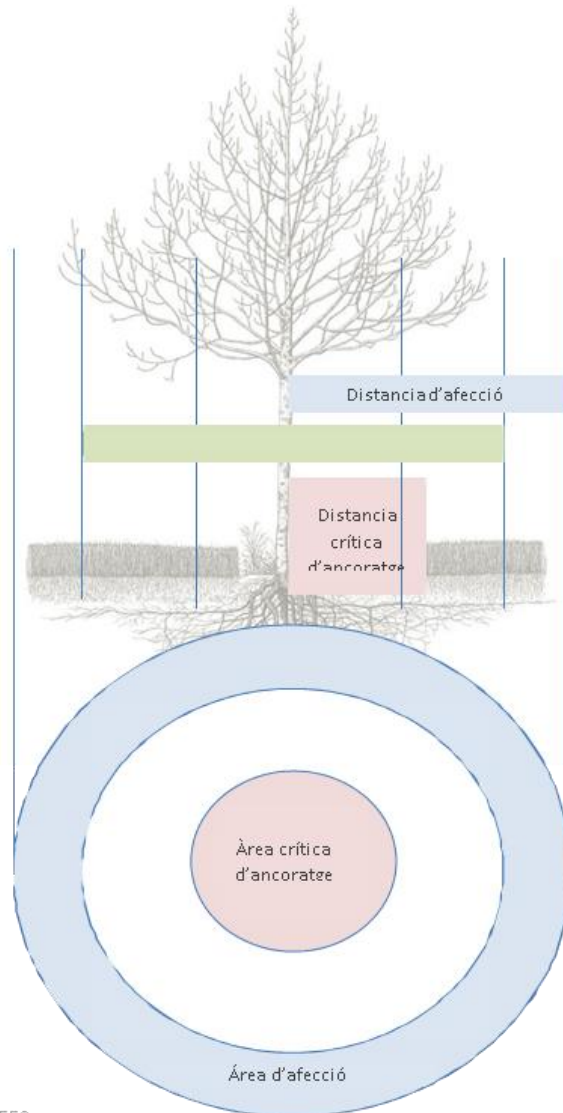 Distancia d'afecció
Distancia
crítica
d'ancoratge
Àrea crítica
d'ancoratge
Área d'afecció